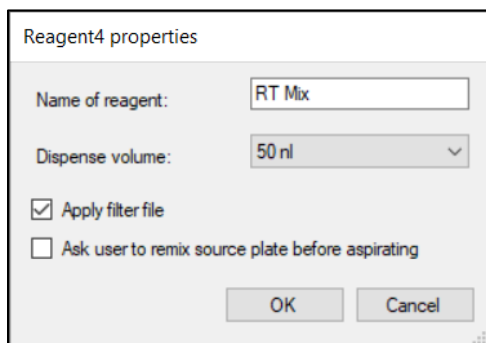 Reagent4 properties
Name of reagent: RT Mix
Dispense volume: 50 nl
Apply filter file
Ask user to remix source plate before aspirating
OK Cancel